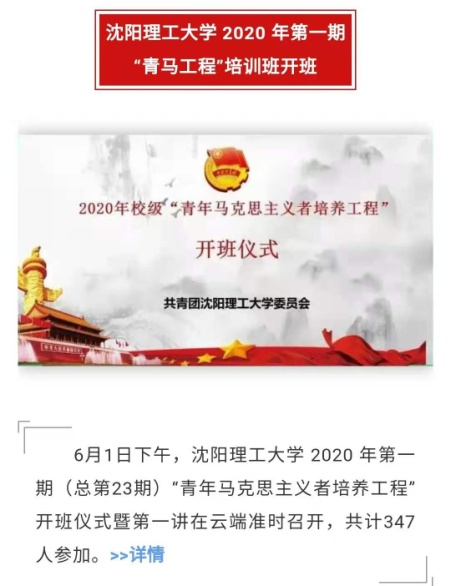 沈阳理工大学 2020 年第一期
“青马工程”培训班开班
2020年校级“青年马克思主义者培养工程”
开班仪式
共青团沈阳理工大学委员会
6月1日下午，沈阳理工大学 2020 年第一
期（总第23期）“青年马克思主义者培养工程”
开班仪式暨第一讲在云端准时召开，共计347
人参加。>>详情